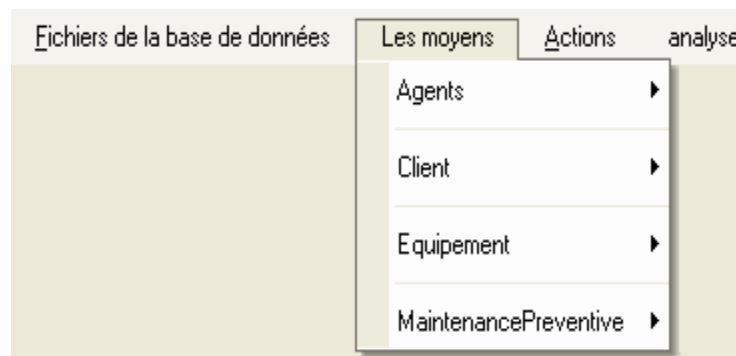 Fichiers de la base de données Les moyens Actions analyse
Agents
Client
Equipement
MaintenancePreventive